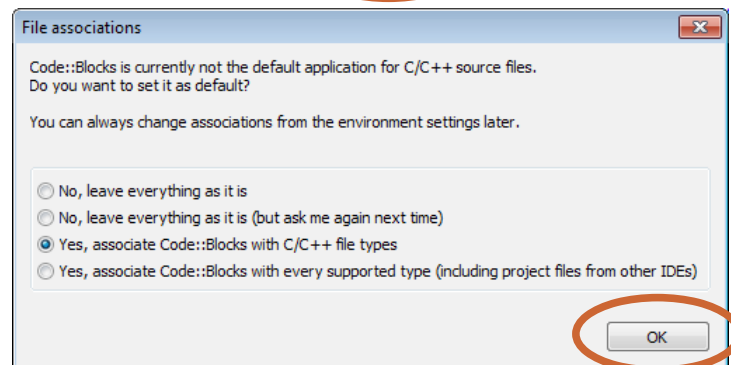 File associations
Code::Blocks is currently not the default application for C/C++ source files.
Do you want to set it as default?
You can always change associations from the environment settings later.
No, leave everything as it is
No, leave everything as it is (but ask me again next time)
Yes, associate Code::Blocks with C/C++ file types
Yes, associate Code::Blocks with every supported type (including project files from other IDEs)
OK